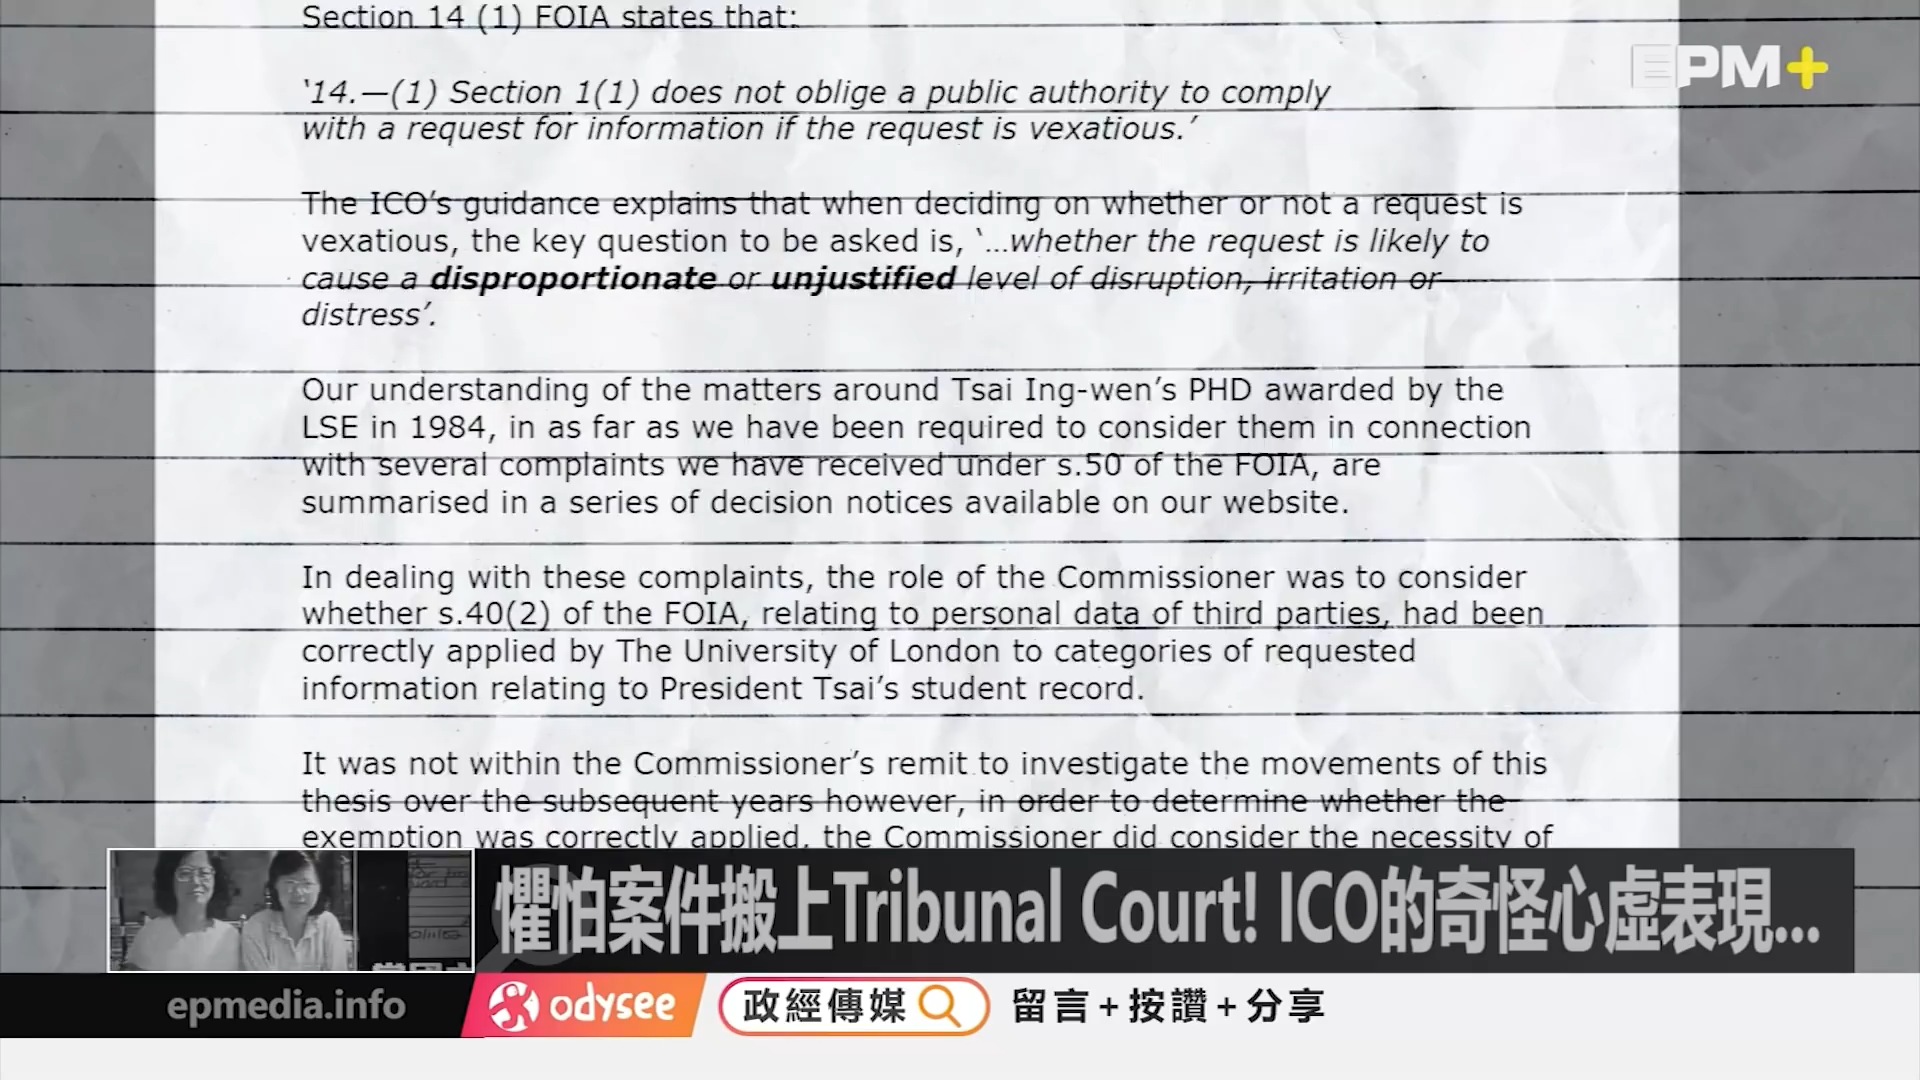 Section 14 (1) FOIA states that:
EPM+
‘14.—(1) Section 1(1) does not oblige a public authority to comply
with a request for information if the request is vexatious.’
The ICO’s guidance explains that when deciding on whether or not a request is
vexatious, the key question to be asked is, ‘…whether the request is likely to
cause a disproportionate or unjustified level of disruption, irritation or
distress’.
Our understanding of the matters around Tsai Ing-wen’s PHD awarded by the
LSE in 1984, in as far as we have been required to consider them in connection
with several complaints we have received under s.50 of the FOIA, are
summarised in a series of decision notices available on our website.
In dealing with these complaints, the role of the Commissioner was to consider
whether s.40(2) of the FOIA, relating to personal data of third parties, had been
correctly applied by The University of London to categories of requested
information relating to President Tsai’s student record.
It was not within the Commissioner’s remit to investigate the movements of this
thesis over the subsequent years however, in order to determine whether the
exemption was correctly applied, the Commissioner did consider the necessity of
懼怕案件搬上Tribunal Court! ICO的奇怪心虛表現...
epmedia.info
odysee
政經傳媒
留言+按讚+分享